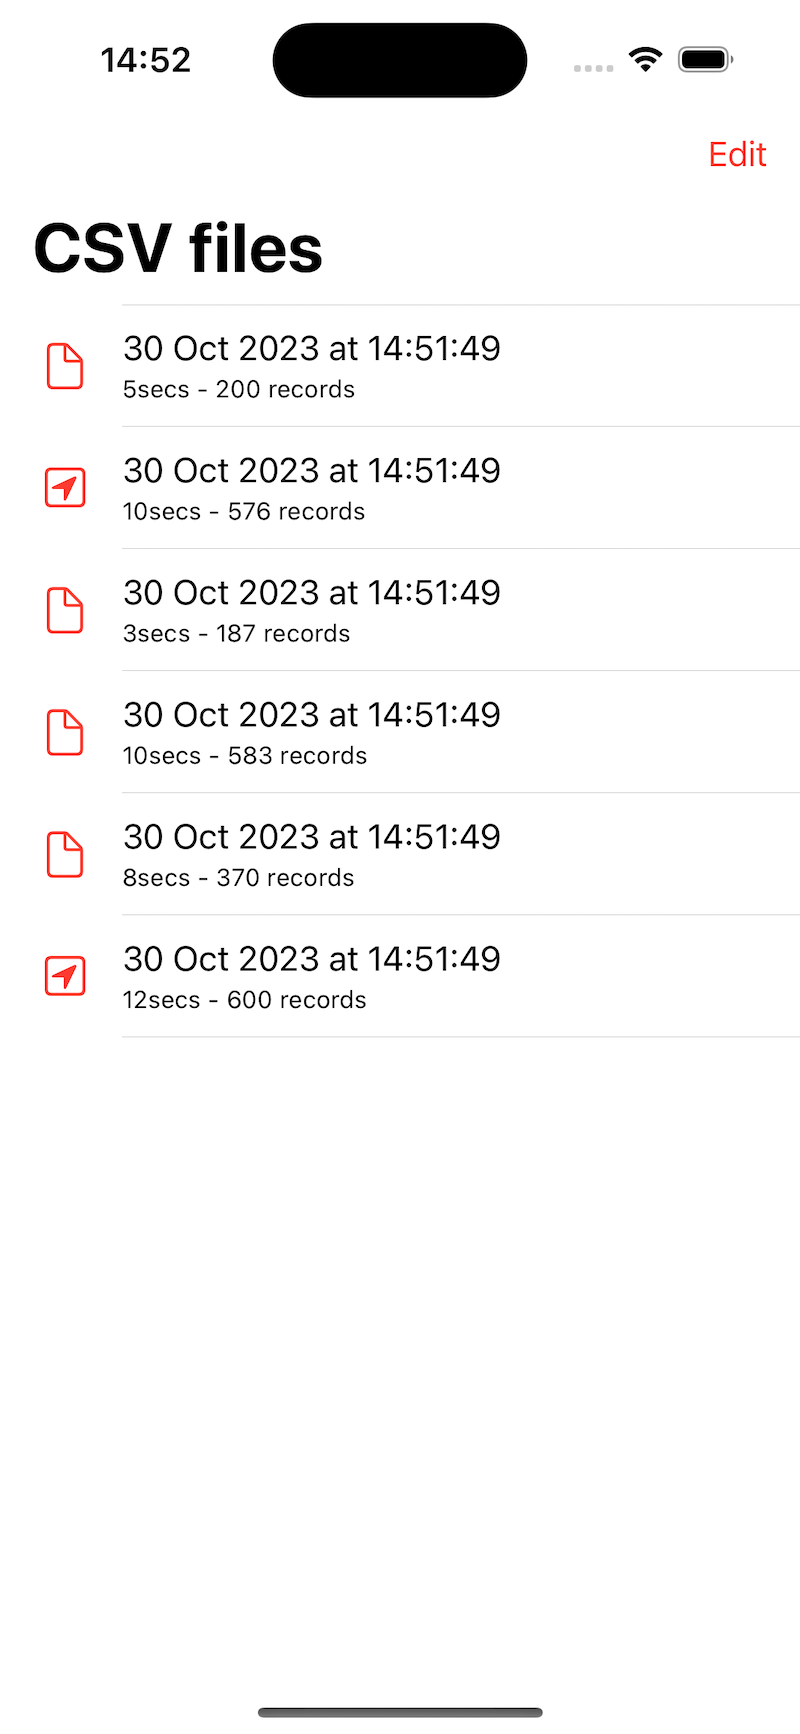 14:52
Edit
CSV files
30 Oct 2023 at 14:51:49
5secs - 200 records
30 Oct 2023 at 14:51:49
10secs - 576 records
30 Oct 2023 at 14:51:49
3secs - 187 records
30 Oct 2023 at 14:51:49
10secs - 583 records
30 Oct 2023 at 14:51:49
8secs - 370 records
30 Oct 2023 at 14:51:49
12secs - 600 records